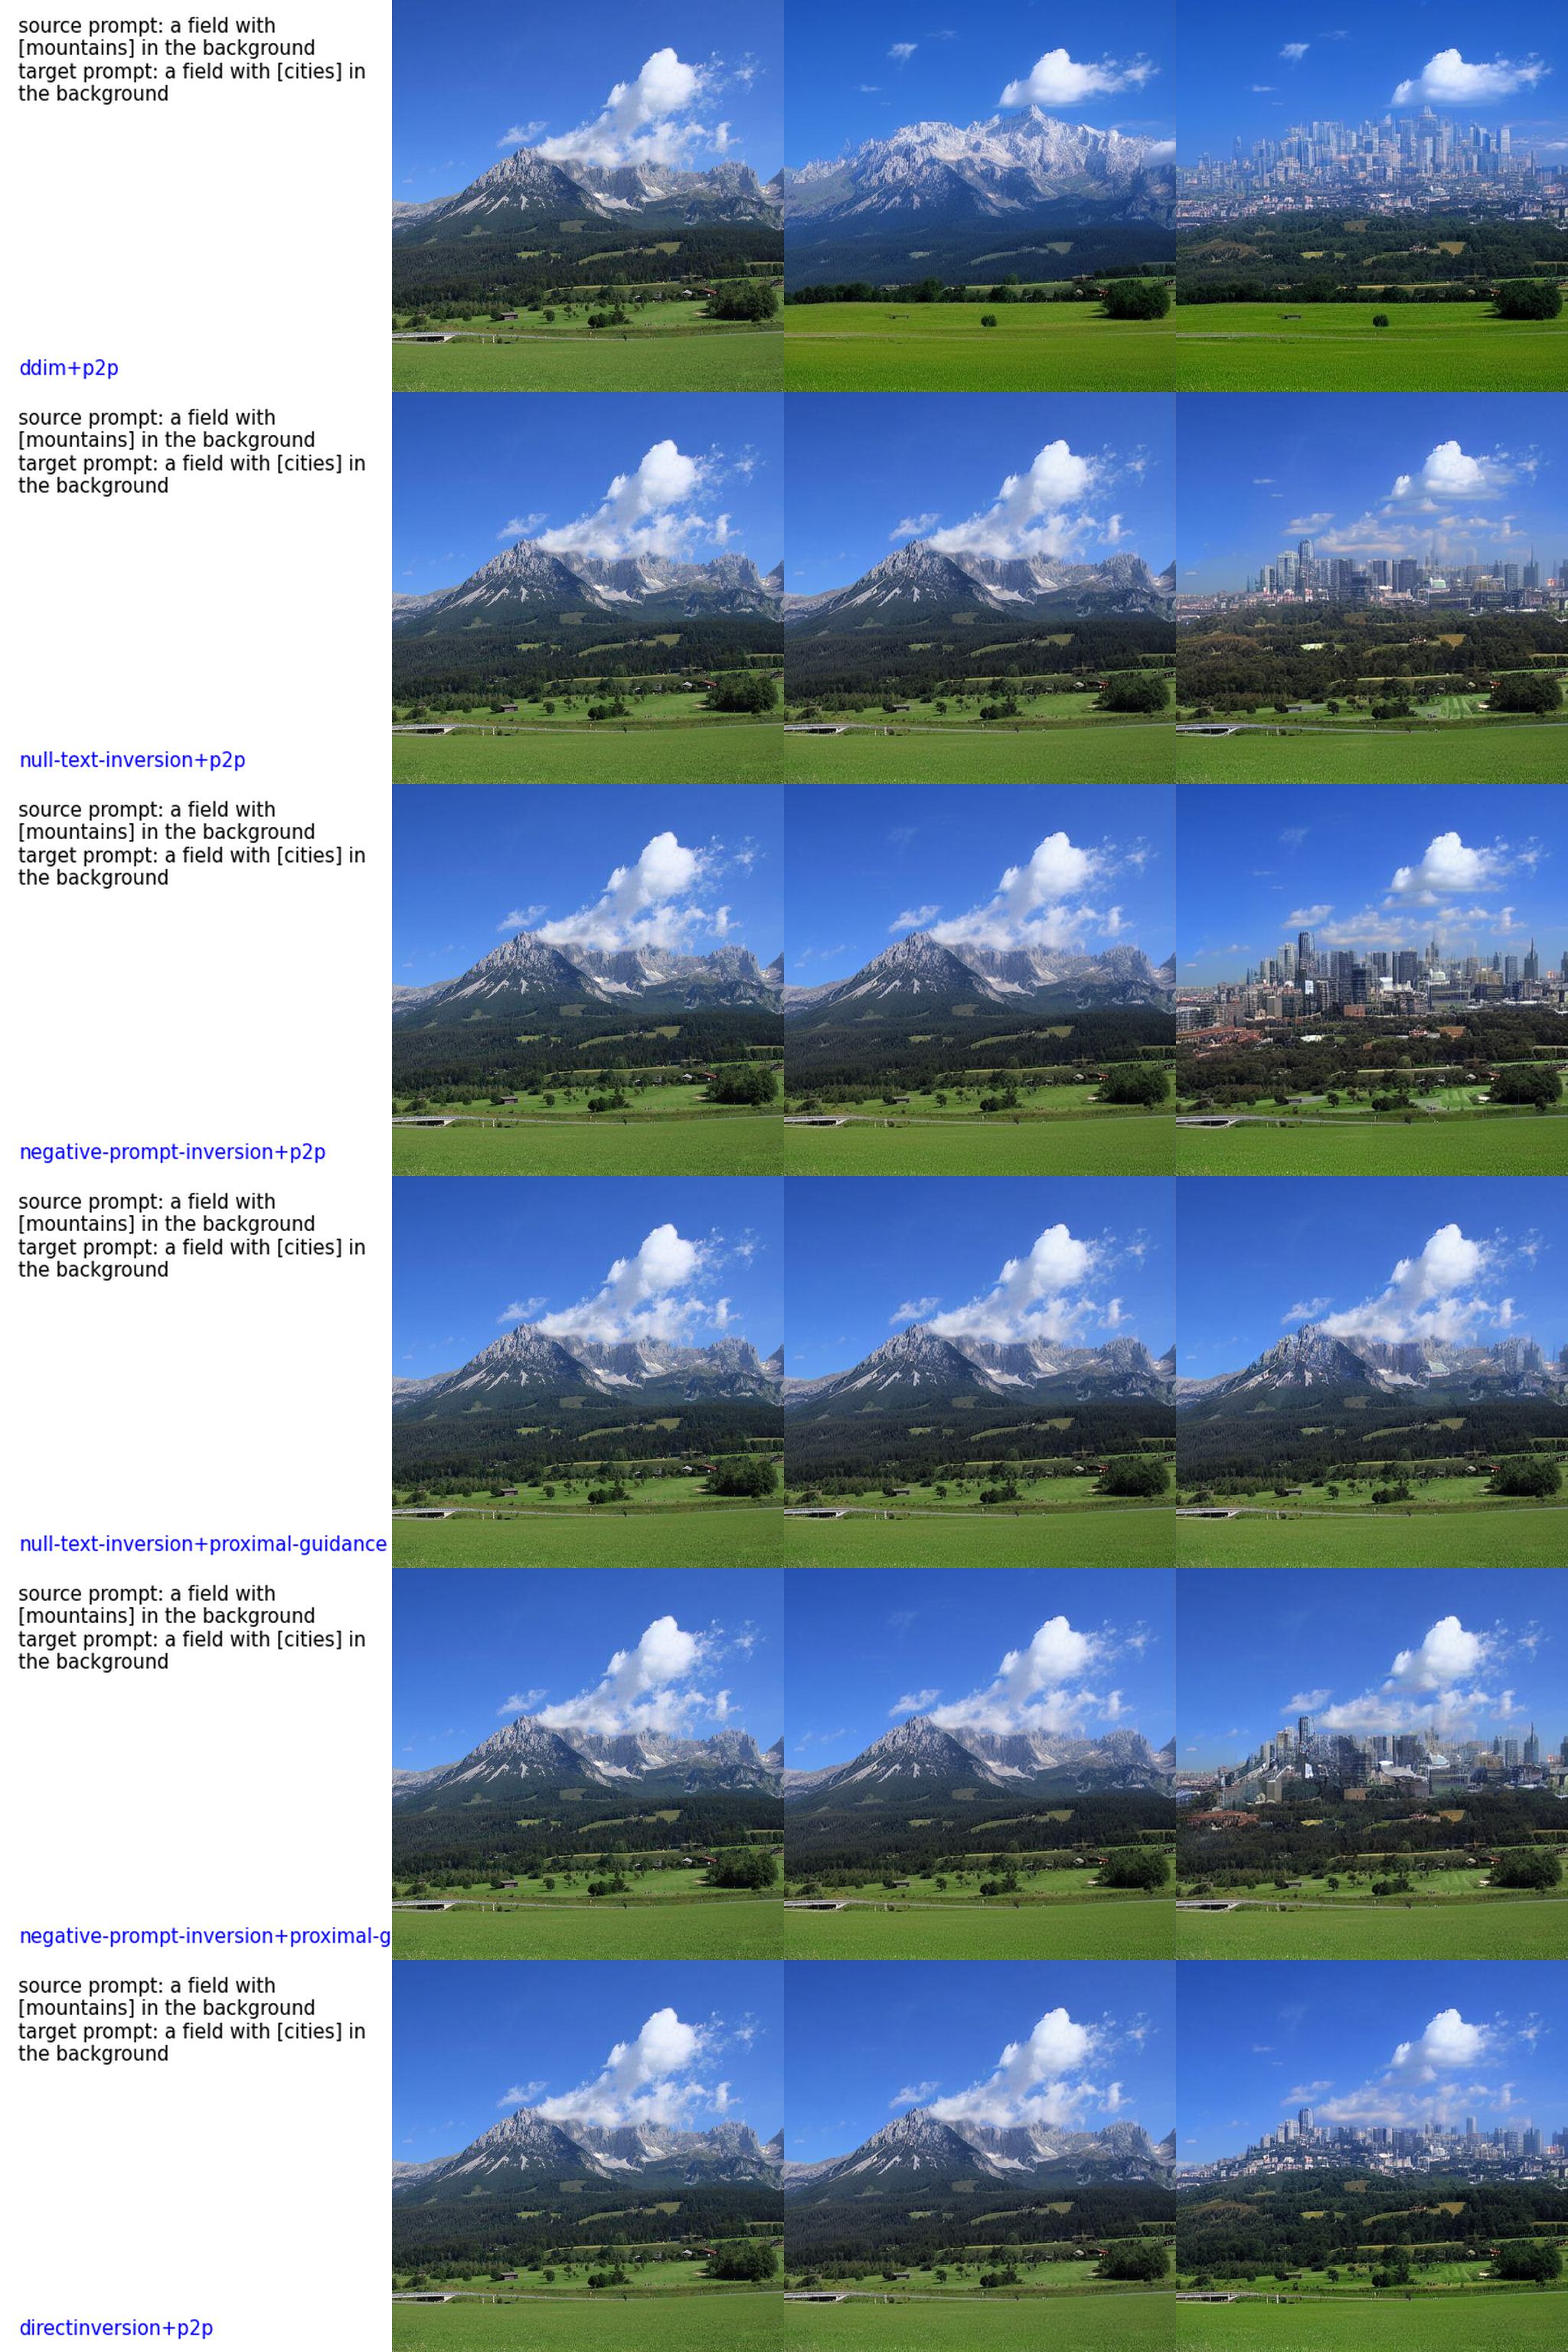 source prompt: a field with
[mountains] in the background
target prompt: a field with [cities] in
the background
ddim+p2p
source prompt: a field with
[mountains] in the background
target prompt: a field with [cities] in
the background
null-text-inversion+p2p
source prompt: a field with
[mountains] in the background
target prompt: a field with [cities] in
the background
negative-prompt-inversion+p2p
source prompt: a field with
[mountains] in the background
target prompt: a field with [cities] in
the background
null-text-inversion+proximal-guidance
source prompt: a field with
[mountains] in the background
target prompt: a field with [cities] in
the background
negative-prompt-inversion+proximal-g
source prompt: a field with
[mountains] in the background
target prompt: a field with [cities] in
the background
directinversion+p2p